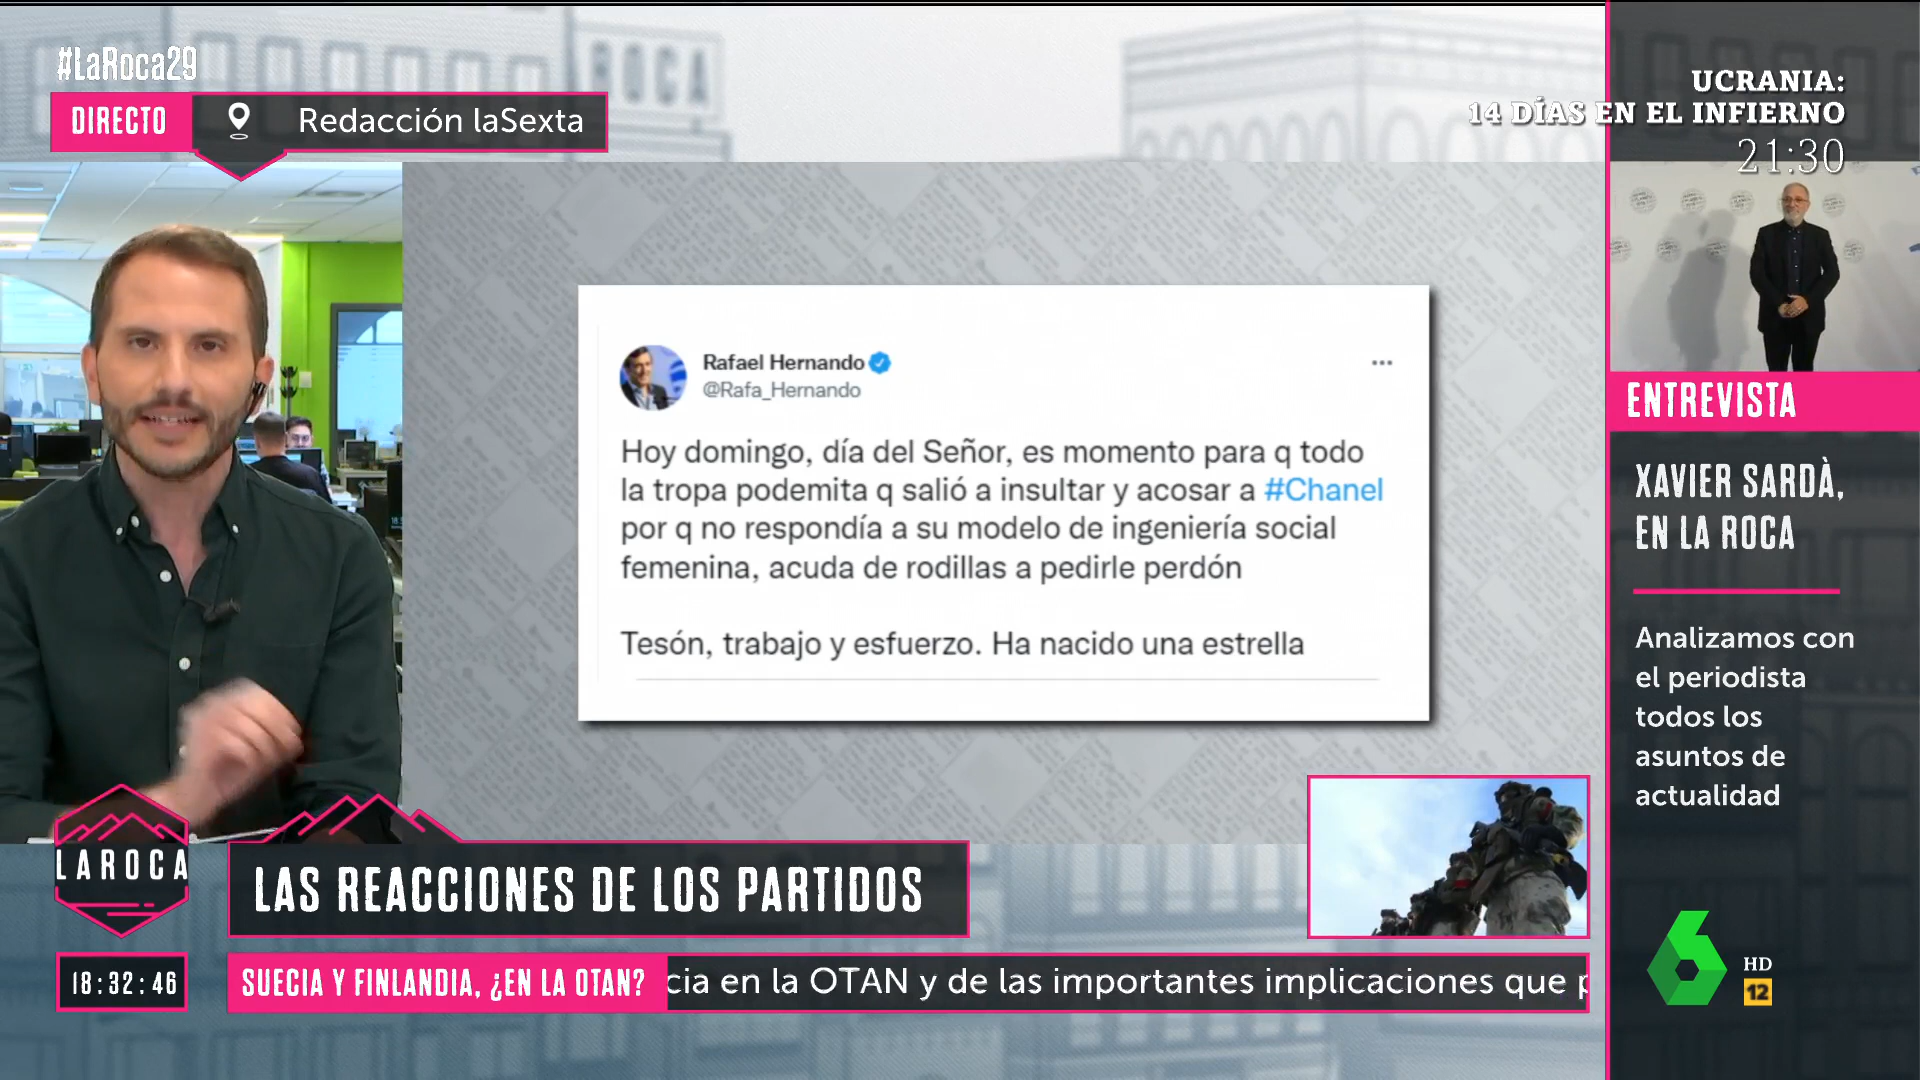 #LaRoca29
DIRECTO
Redacción laSexta
ROCA
UCRANIA:
14 DÍAS EN EL INFIERNO
21:30
Rafael Hernando
@Rafa_Hernando
Hoy domingo, día del Señor, es momento para q todo
la tropa podemita q salió a insultar y acosar a #Chanel
por q no respondía a su modelo de ingeniería social
femenina, acuda de rodillas a pedirle perdón
Tesón, trabajo y esfuerzo. Ha nacido una estrella
ENTREVISTA
XAVIER SARDÀ,
EN LA ROCA
Analizamos con
el periodista
todos los
asuntos de
actualidad
LAROCA
LAS REACCIONES DE LOS PARTIDOS
18:32:46
SUECIA Y FINLANDIA, ¿EN LA OTAN?
cia en la OTAN y de las importantes implicaciones que p
HD
12